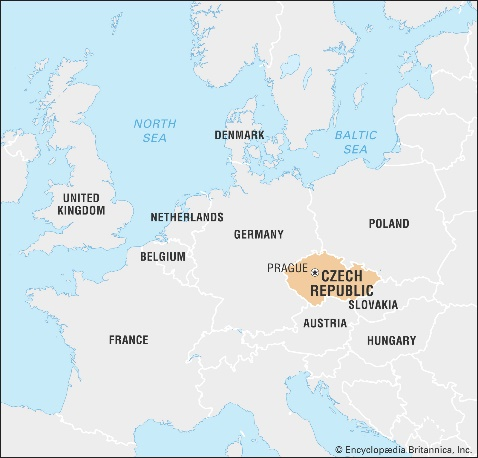 NORTH
SEA
DENMARK
BALTIC
SEA
UNITED
KINGDOM
NETHERLANDS
POLAND
GERMANY
BELGIUM
PRAGUE
CZECH
REPUBLIC
SLOVAKIA
AUSTRIA
FRANCE
HUNGARY
© Encyclopædia Britannica, Inc.